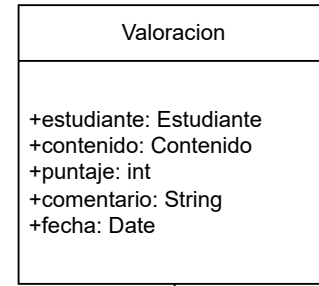 Valoracion
+estudiante: Estudiante
+contenido: Contenido
+puntaje: int
+comentario: String
+fecha: Date